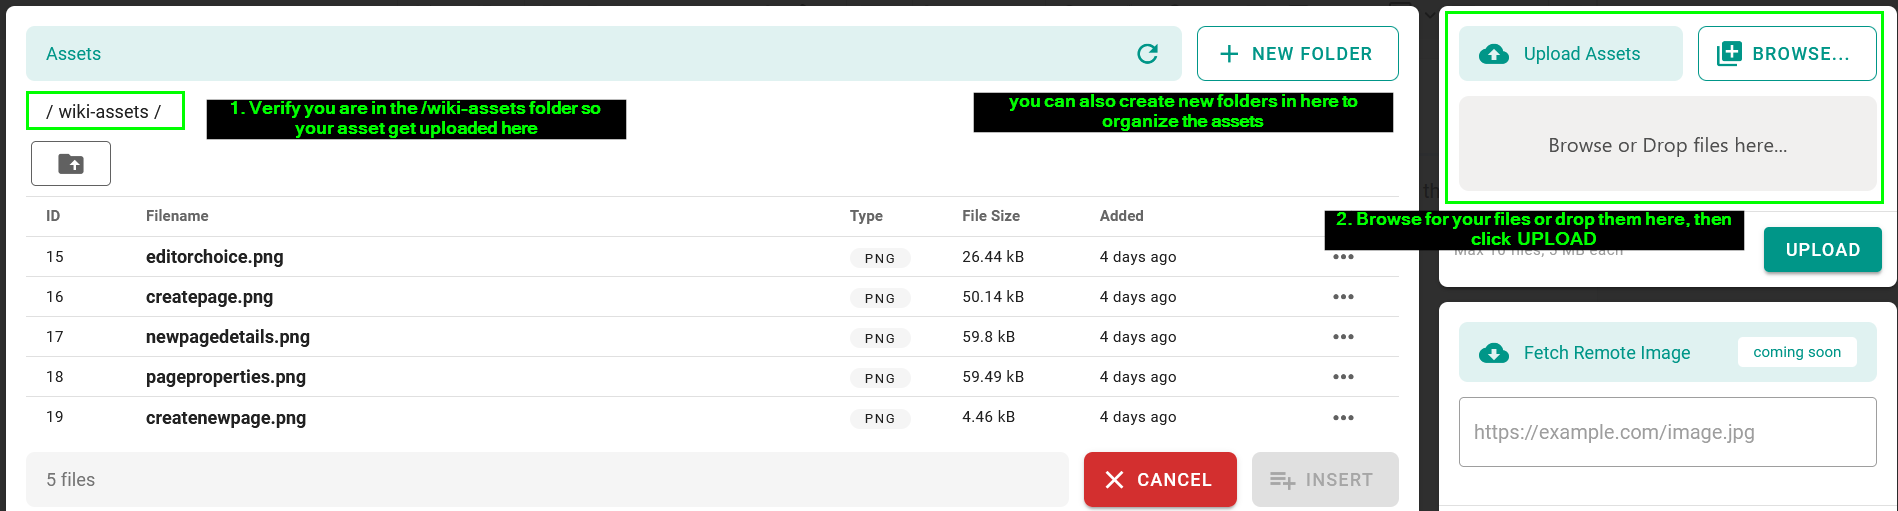 Assets
NEW FOLDER
/ wiki-assets /
1. Verify you are in the /wiki-assets folder so
your asset get uploaded here
you can also create new folders in here to
organize the assets
ID Filename Type File Size Added
15 editorchoice.png PNG 26.44 kB 4 days ago
16 createpage.png PNG 50.14 kB 4 days ago
17 newpagedetails.png PNG 59.8 kB 4 days ago
18 pageproperties.png PNG 59.49 kB 4 days ago
19 createnewpage.png PNG 4.46 kB 4 days ago
5 files
CANCEL
INSERT
Upload Assets
BROWSE...
Browse or Drop files here...
2. Browse for your files or drop them here, then
click UPLOAD
Max 10 files, 5 MB each
UPLOAD
Fetch Remote Image
coming soon
https://example.com/image.jpg